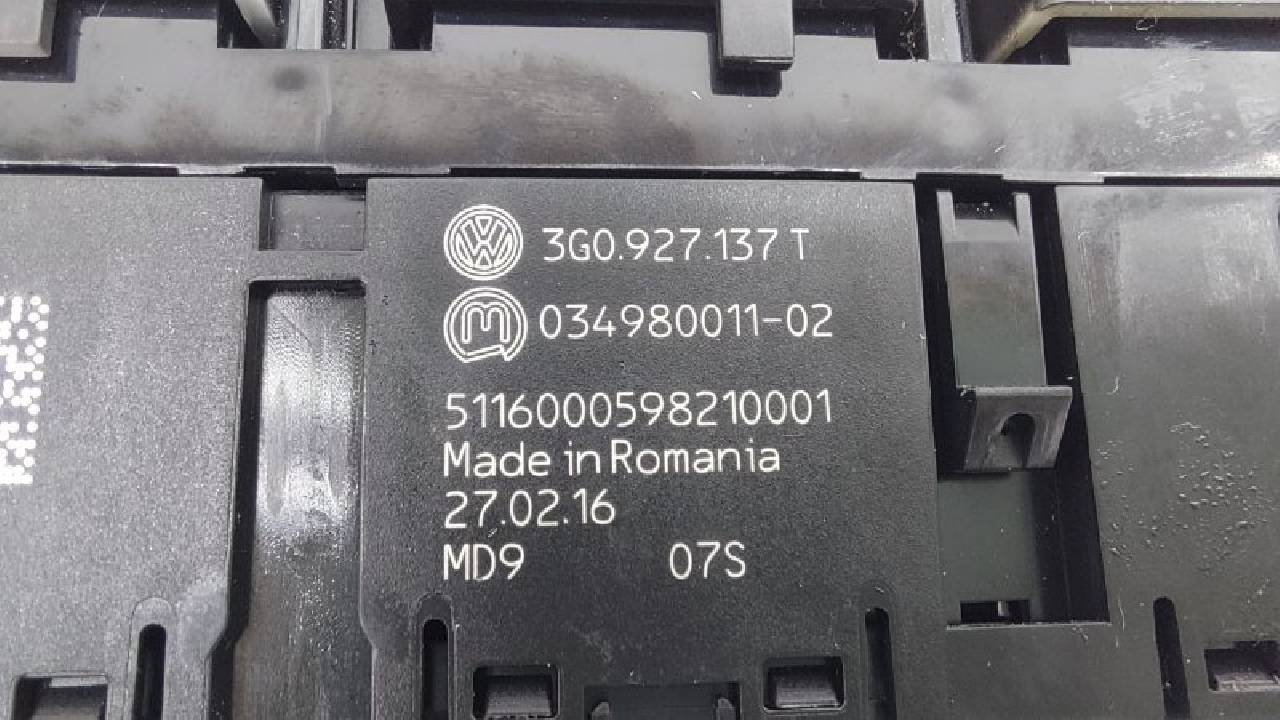 3G0.927.137 T
034980011-02
5116000598210001
Made in Romania
27.02.16
MD9 07S